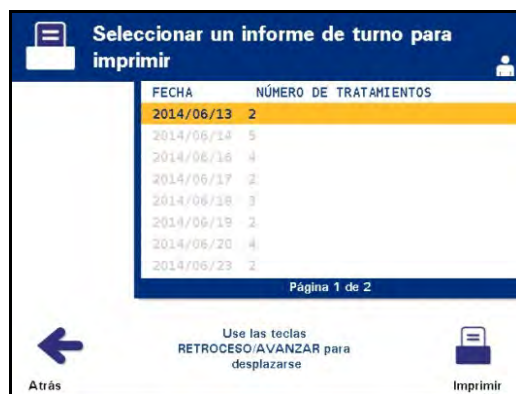 Seleccionar un informe de turno para
imprimir
FECHA NÚMERO DE TRATAMIENTOS
2014/06/13 2
2014/06/14 5
2014/06/16 4
2014/06/17 2
2014/06/18 3
2014/06/19 2
2014/06/20 4
2014/06/23 2
Página 1 de 2
Use las teclas
RETROCESO/AVANZAR para
desplazarse
Atrás
Imprimir